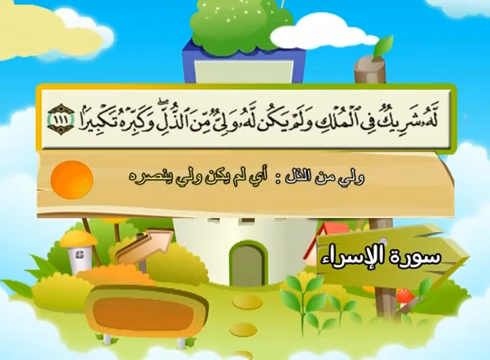 لَّهُۥ شَرِيكٌ فِي ٱلْمُلْكِ وَلَمْ يَكُن لَّهُۥ وَلِيٌّ مِّنَ ٱلذُّلِّ ۖ وَكَبِّرْهُ تَكْبِيرًۢا ١١١
ولي من الذل : أي لم يكن ولي ينصره
سورة الإسراء